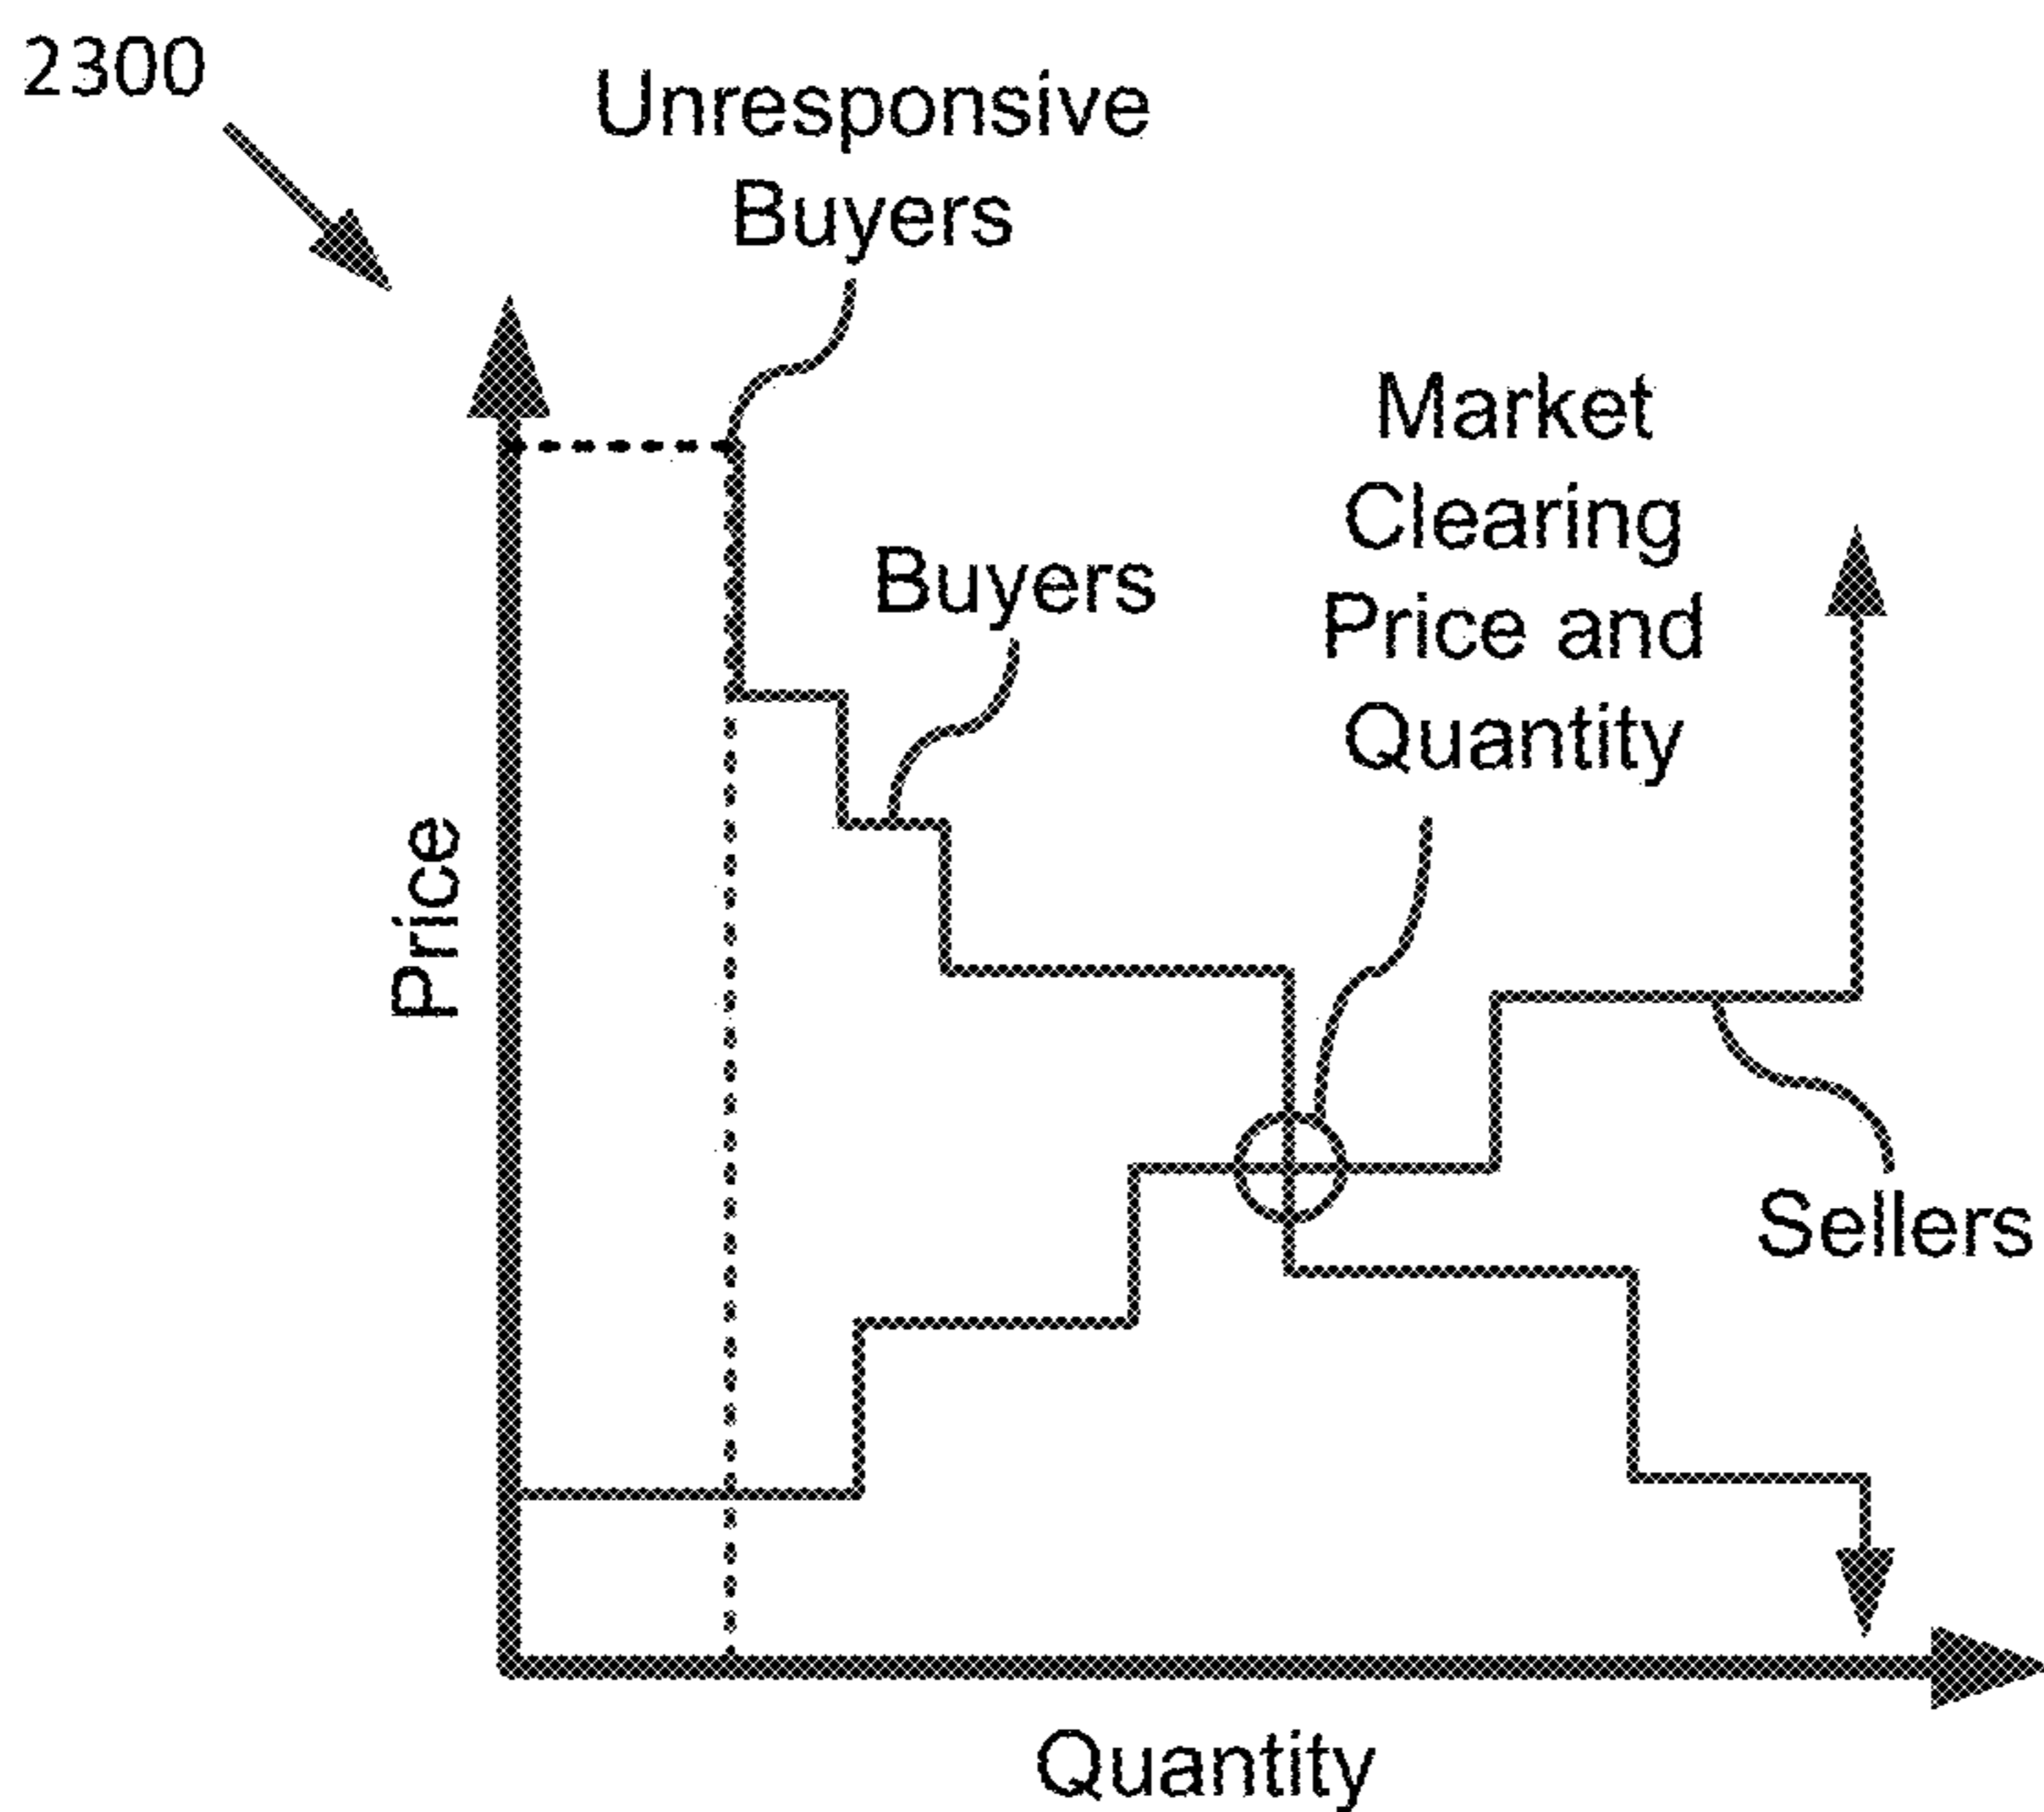 2300
Unresponsive
Buyers
Buyers
Market
Clearing
Price and
Quantity
Price
Sellers
Quantity